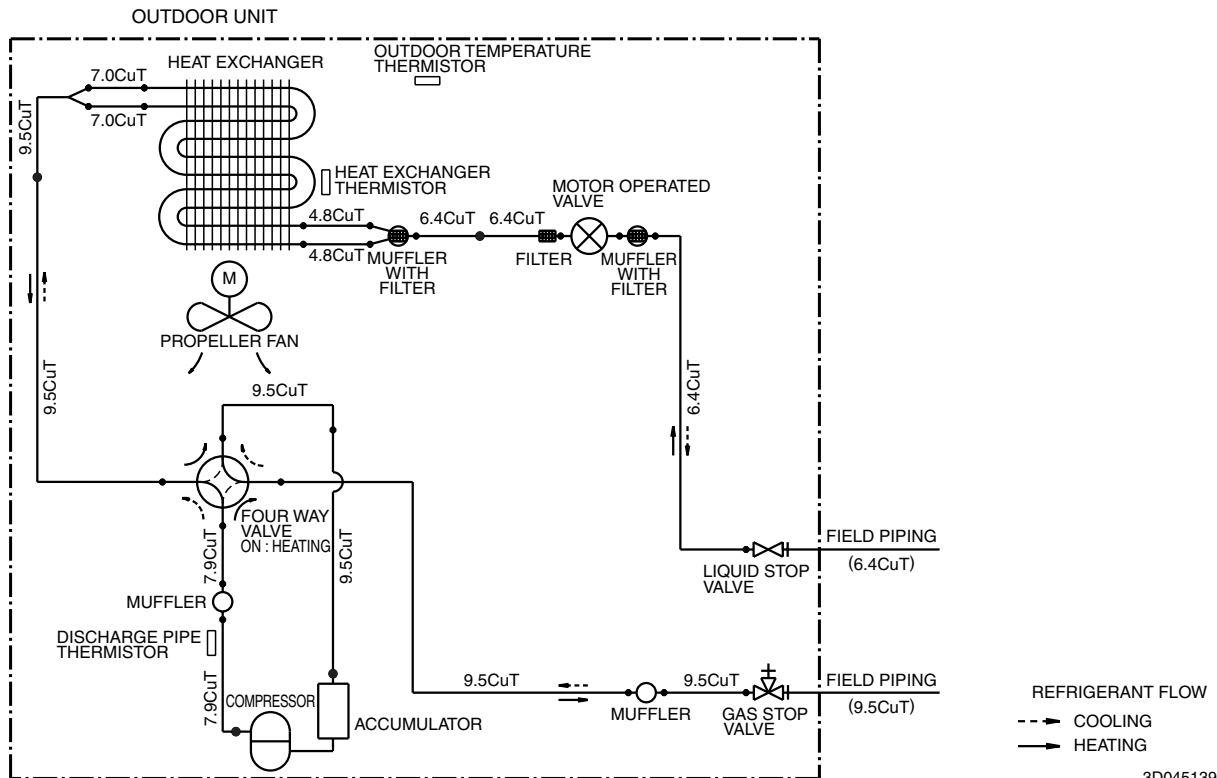 OUTDOOR UNIT
OUTDOOR TEMPERATURE
THERMISTOR
HEAT EXCHANGER
7.0CuT
7.0CuT
9.5CuT
HEAT EXCHANGER
THERMISTOR
MOTOR OPERATED
VALVE
4.8CuT
4.8CuT
6.4CuT
6.4CuT
MUFFLER
WITH
FILTER
FILTER
MUFFLER
WITH
FILTER
M
PROPELLER FAN
9.5CuT
9.5CuT
6.4CuT
FOUR WAY
VALVE
ON : HEATING
7.9CuT
9.5CuT
LIQUID STOP
VALVE
FIELD PIPING
(6.4CuT)
MUFFLER
DISCHARGE PIPE
THERMISTOR
7.9CuT
COMPRESSOR
ACCUMULATOR
9.5CuT
MUFFLER
9.5CuT
GAS STOP
VALVE
FIELD PIPING
(9.5CuT)
REFRIGERANT FLOW
COOLING
HEATING
3D045139